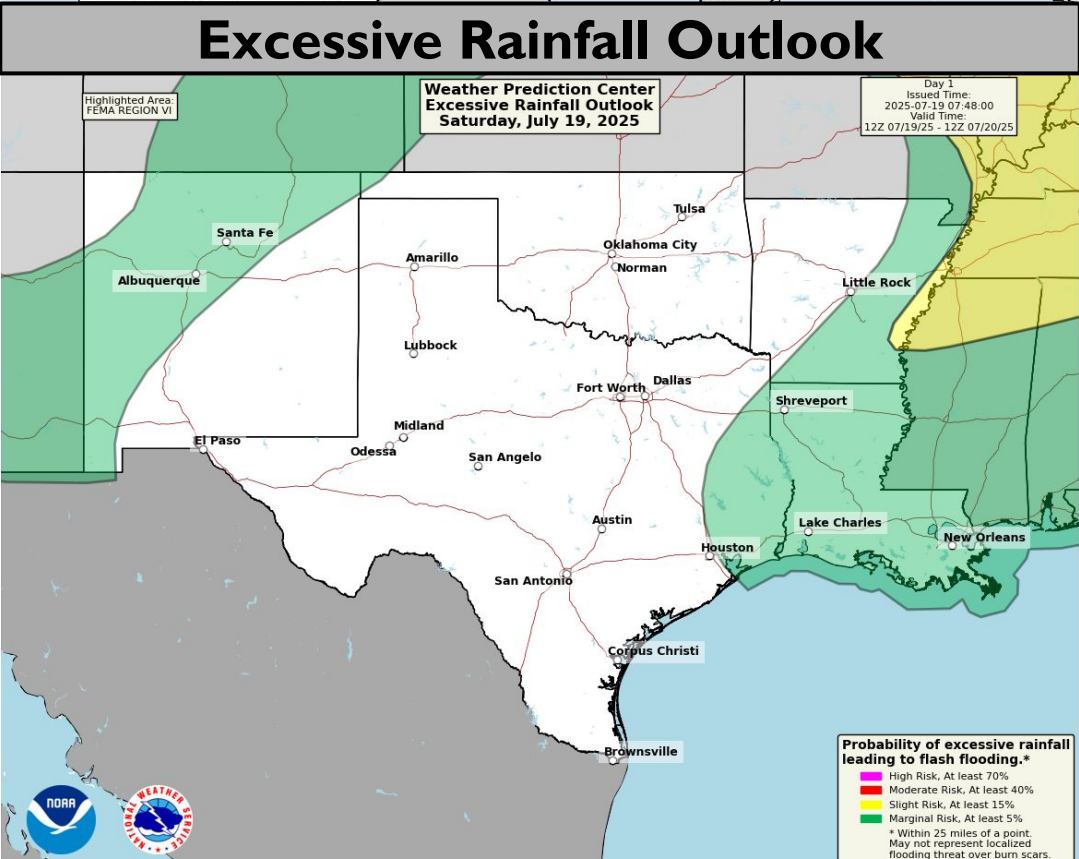 Excessive Rainfall Outlook
Highlighted Area:
FEMA REGION VI
Weather Prediction Center
Excessive Rainfall Outlook
Saturday, July 19, 2025
Day 1
Issued Time:
2025-07-19 07:48:00
Valid Time:
12Z 07/19/25 - 12Z 07/20/25
Tulsa
Santa Fe
Oklahoma City
Amarillo
Norman
Albuquerque
Little Rock
Lubbock
Dallas
Fort Worth
Shreveport
Midland
El Paso
Odessa
San Angelo
Austin
Lake Charles
New Orleans
Houston
San Antonio
Corpus Christi
Brownsville
Probability of excessive rainfall
leading to flash flooding.*
High Risk, At least 70%
Moderate Risk, At least 40%
Slight Risk, At least 15%
Marginal Risk, At least 5%
* Within 25 miles of a point.
May not represent localized
flooding threat over burn scars.
NOAA
NATIONAL WEATHER SERVICE